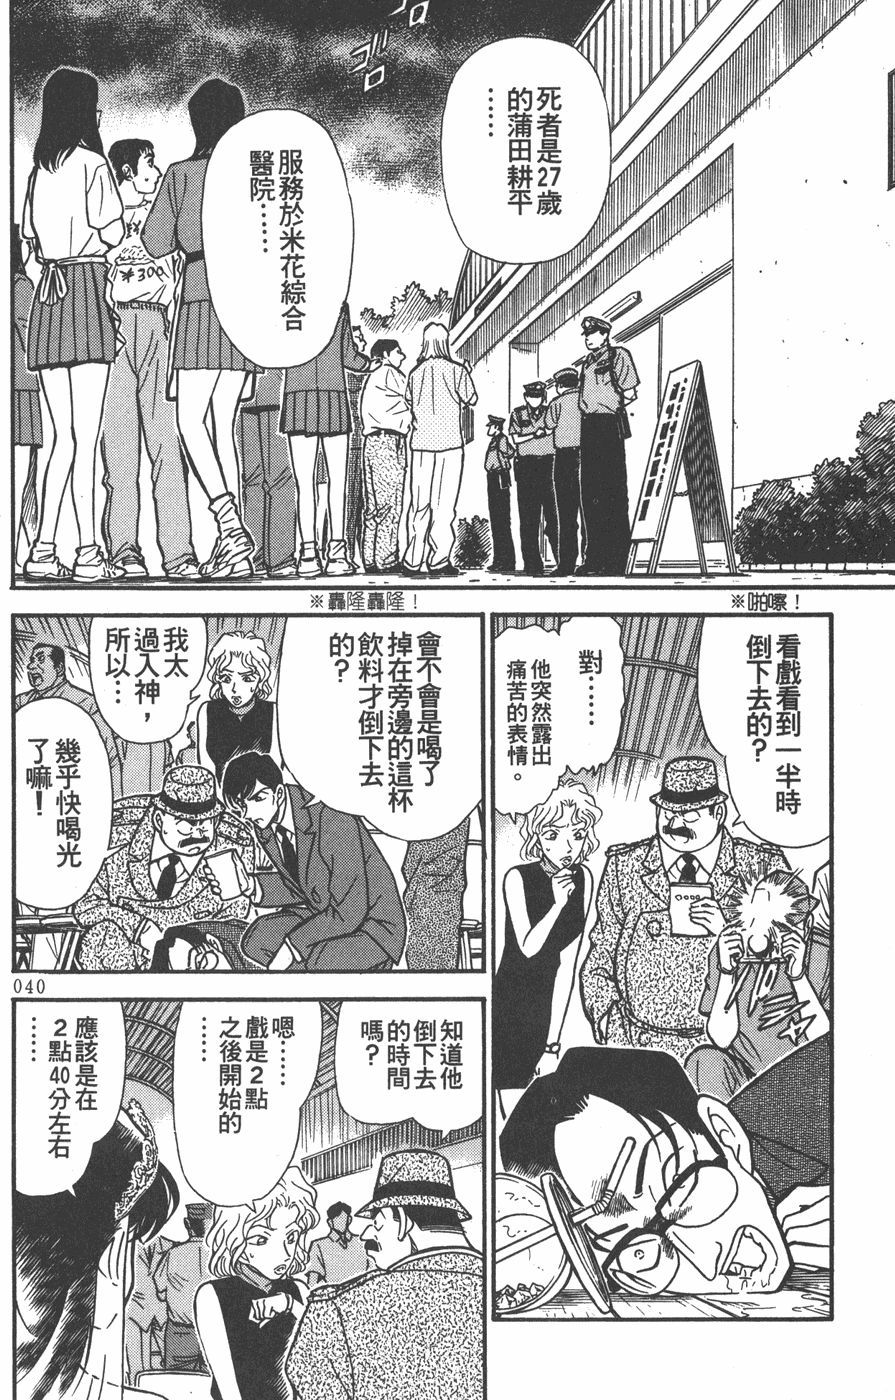 ゴロ
ゴロ
死者是27歲
的蒲田耕平
……
服務於米花綜合
醫院……
¥300
※轟隆轟隆！
※啪嚓！
看戲看到一半時
倒下去的？
對……
他突然露出
痛苦的表情。
會不會是喝了
掉在旁邊的這杯
飲料才倒下去
的？
我太
過入神，
所以…
幾乎快喝光
了嘛！
040
知道他
倒下去
的時間
嗎？
嗯……
戲是2點
之後開始的
……
應該是在
2點40分左右
……